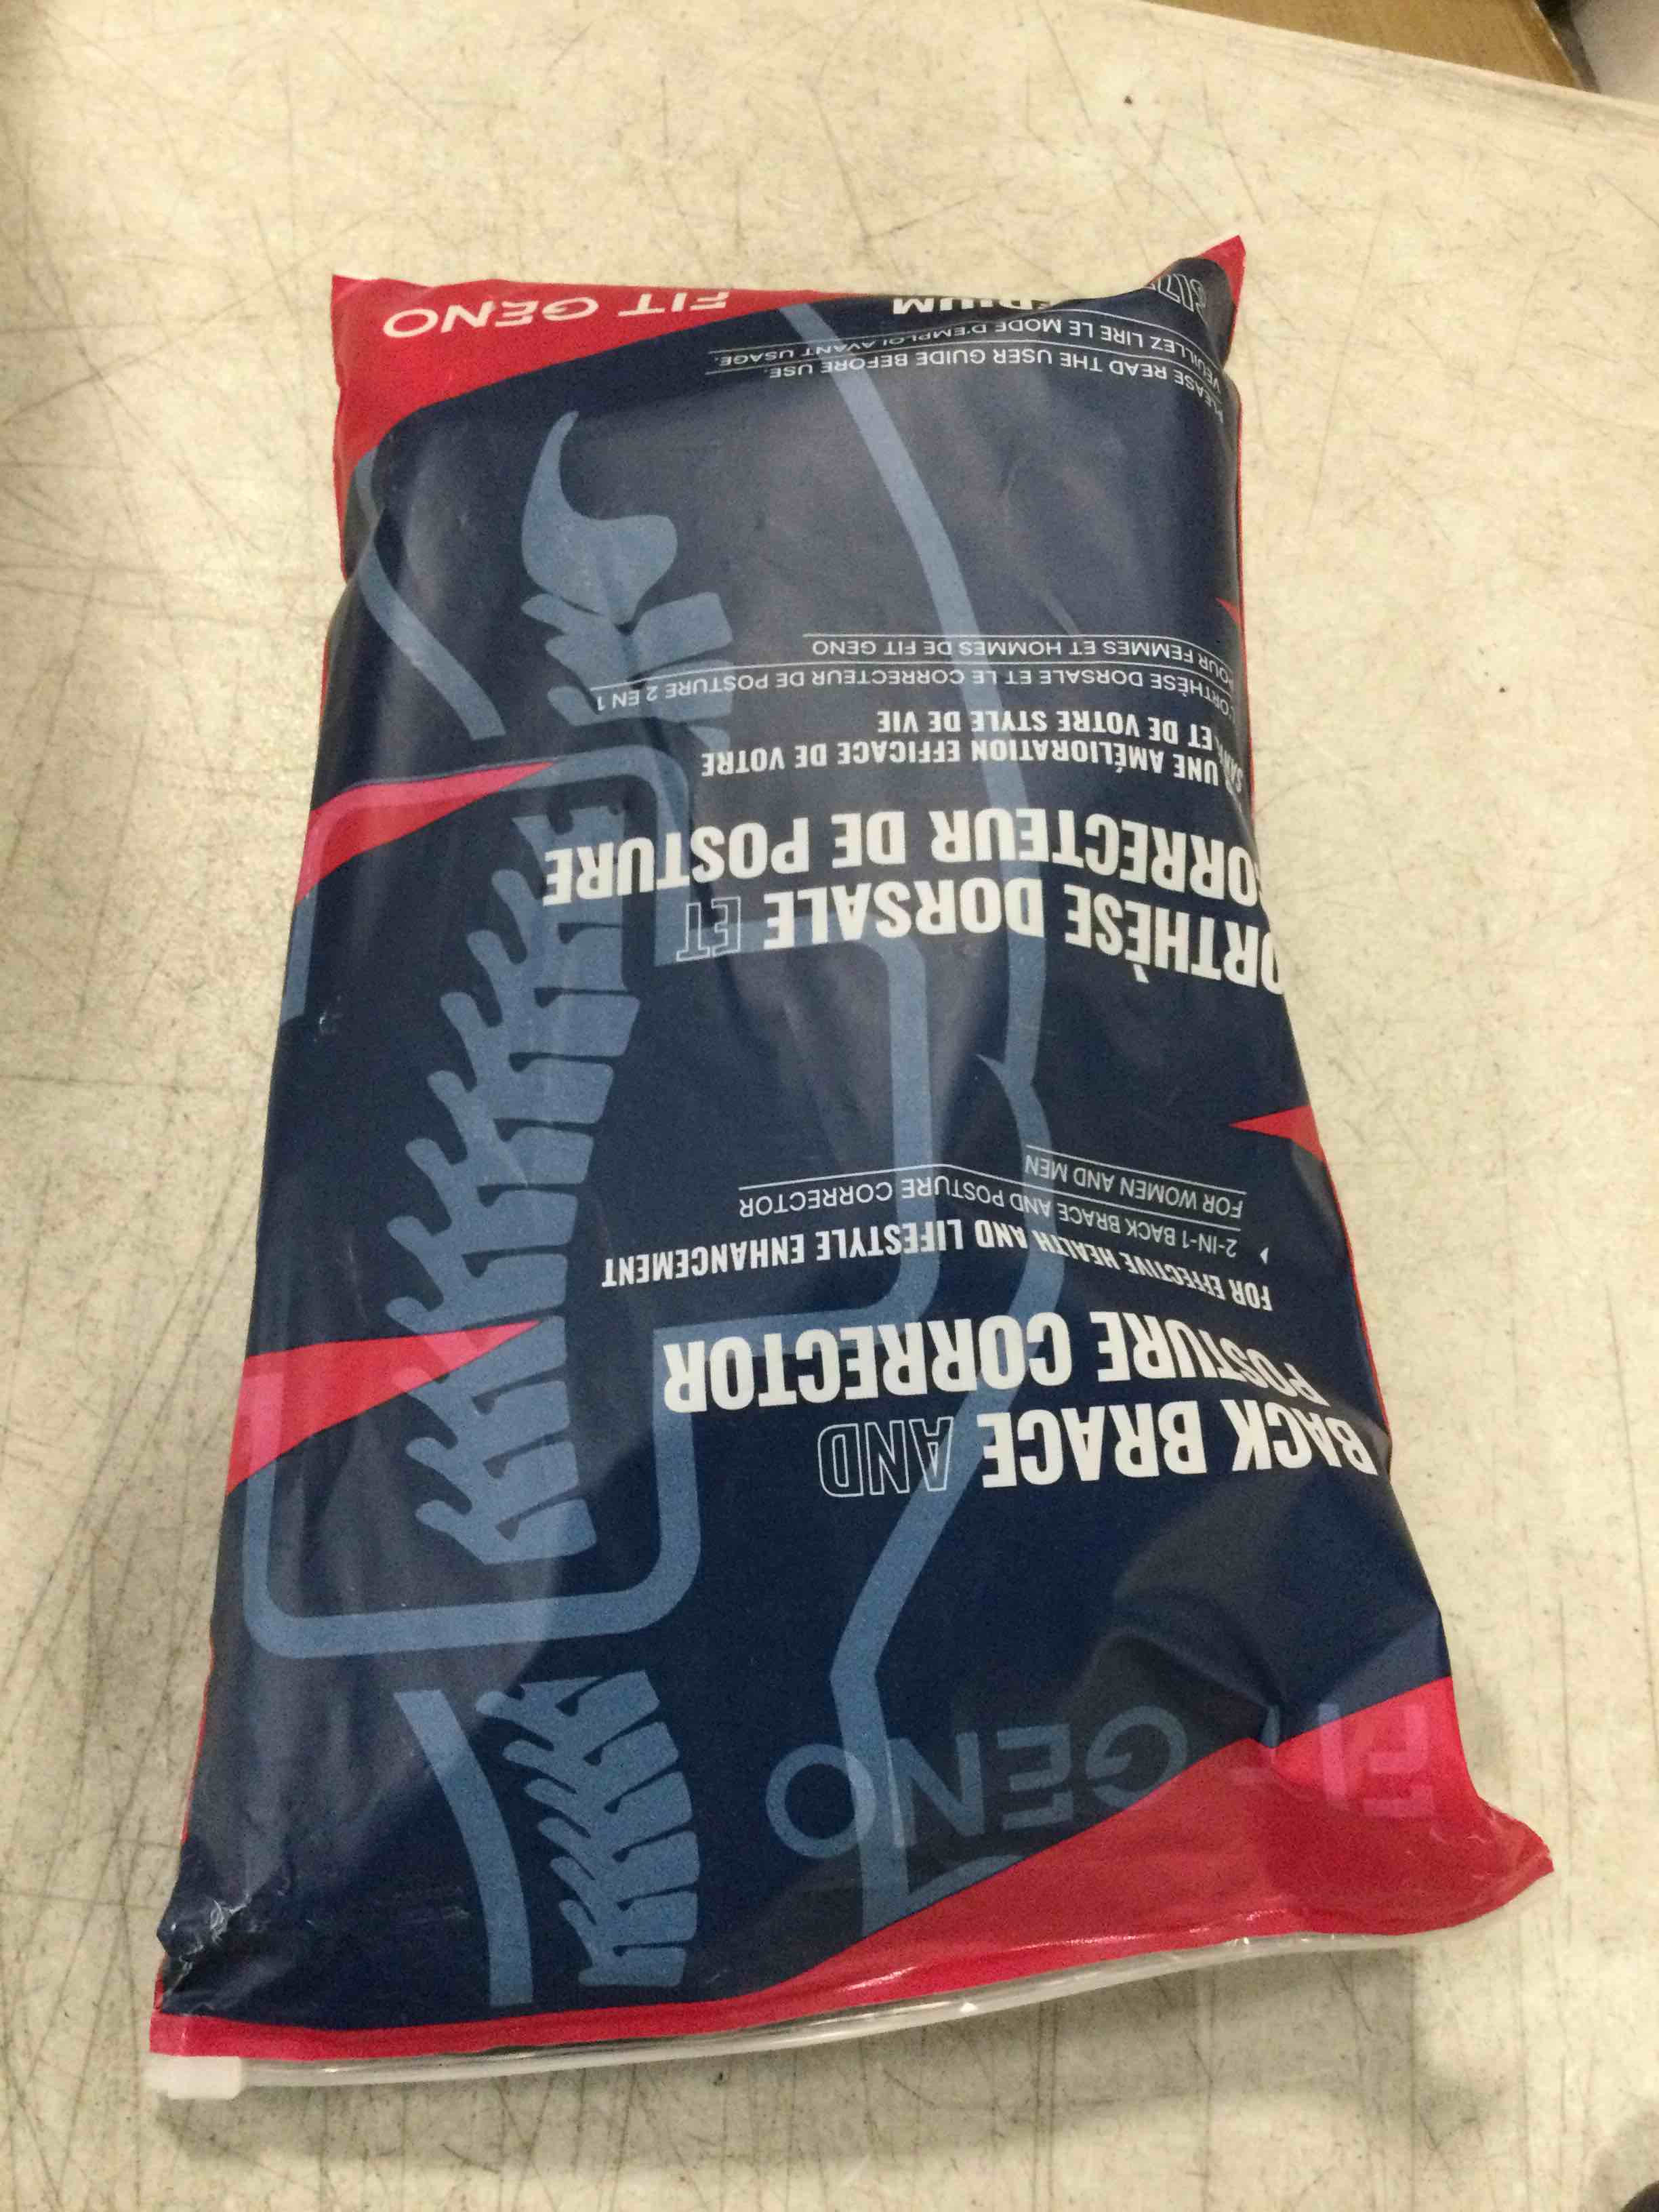 FIT GENO
BACK BRACE AND
POSTURE CORRECTOR
FOR EFFECTIVE HEALTH AND LIFESTYLE ENHANCEMENT
2-IN-1 BACK BRACE AND POSTURE CORRECTOR
FOR WOMEN AND MEN
ORTHÈSE DORSALE ET
CORRECTEUR DE POSTURE
UNE AMÉLIORATION EFFICACE DE VOTRE
ET DE VOTRE STYLE DE VIE
L'ORTHÈSE DORSALE ET LE CORRECTEUR DE POSTURE 2 EN 1
POUR FEMMES ET HOMMES DE FIT GENO
PLEASE READ THE USER GUIDE BEFORE USE.
VEUILLEZ LIRE LE MODE D'EMPLOI AVANT USAGE.
FIT GENO